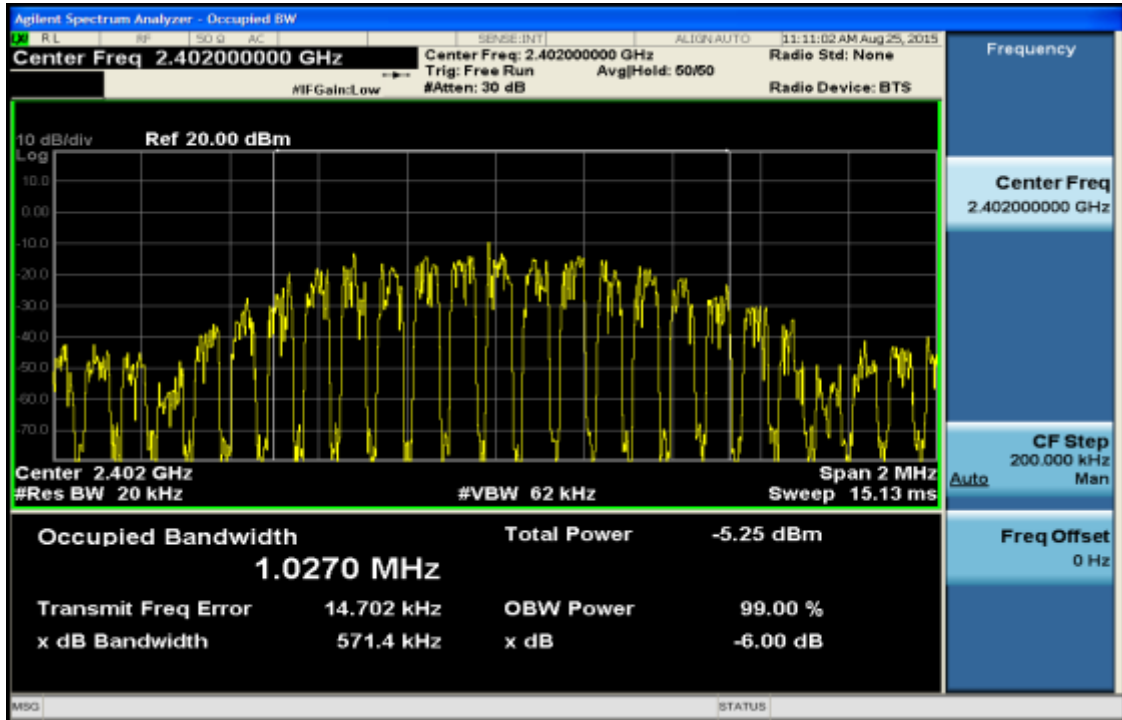 Agilent Spectrum Analyzer - Occupied BW
LXI RL RF 50 Ω AC SENSE:INT ALIGN AUTO 11:11:02 AM Aug 25, 2015
Center Freq 2.402000000 GHz
Center Freq: 2.402000000 GHz
Radio Std: None
Trig: Free Run Avg|Hold: 50/50
#IFGain:Low
#Atten: 30 dB
Radio Device: BTS
10 dB/div Ref 20.00 dBm
Log
10.0
0.00
-10.0
-20.0
-30.0
-40.0
-50.0
-60.0
-70.0
Center 2.402 GHz
Span 2 MHz
#Res BW 20 kHz
#VBW 62 kHz
Sweep 15.13 ms
Occupied Bandwidth
1.0270 MHz
Total Power -5.25 dBm
Transmit Freq Error 14.702 kHz
OBW Power 99.00 %
x dB Bandwidth 571.4 kHz
x dB -6.00 dB
MSG
STATUS
Frequency
Center Freq
2.402000000 GHz
CF Step
200.000 kHz
Auto Man
Freq Offset
0 Hz